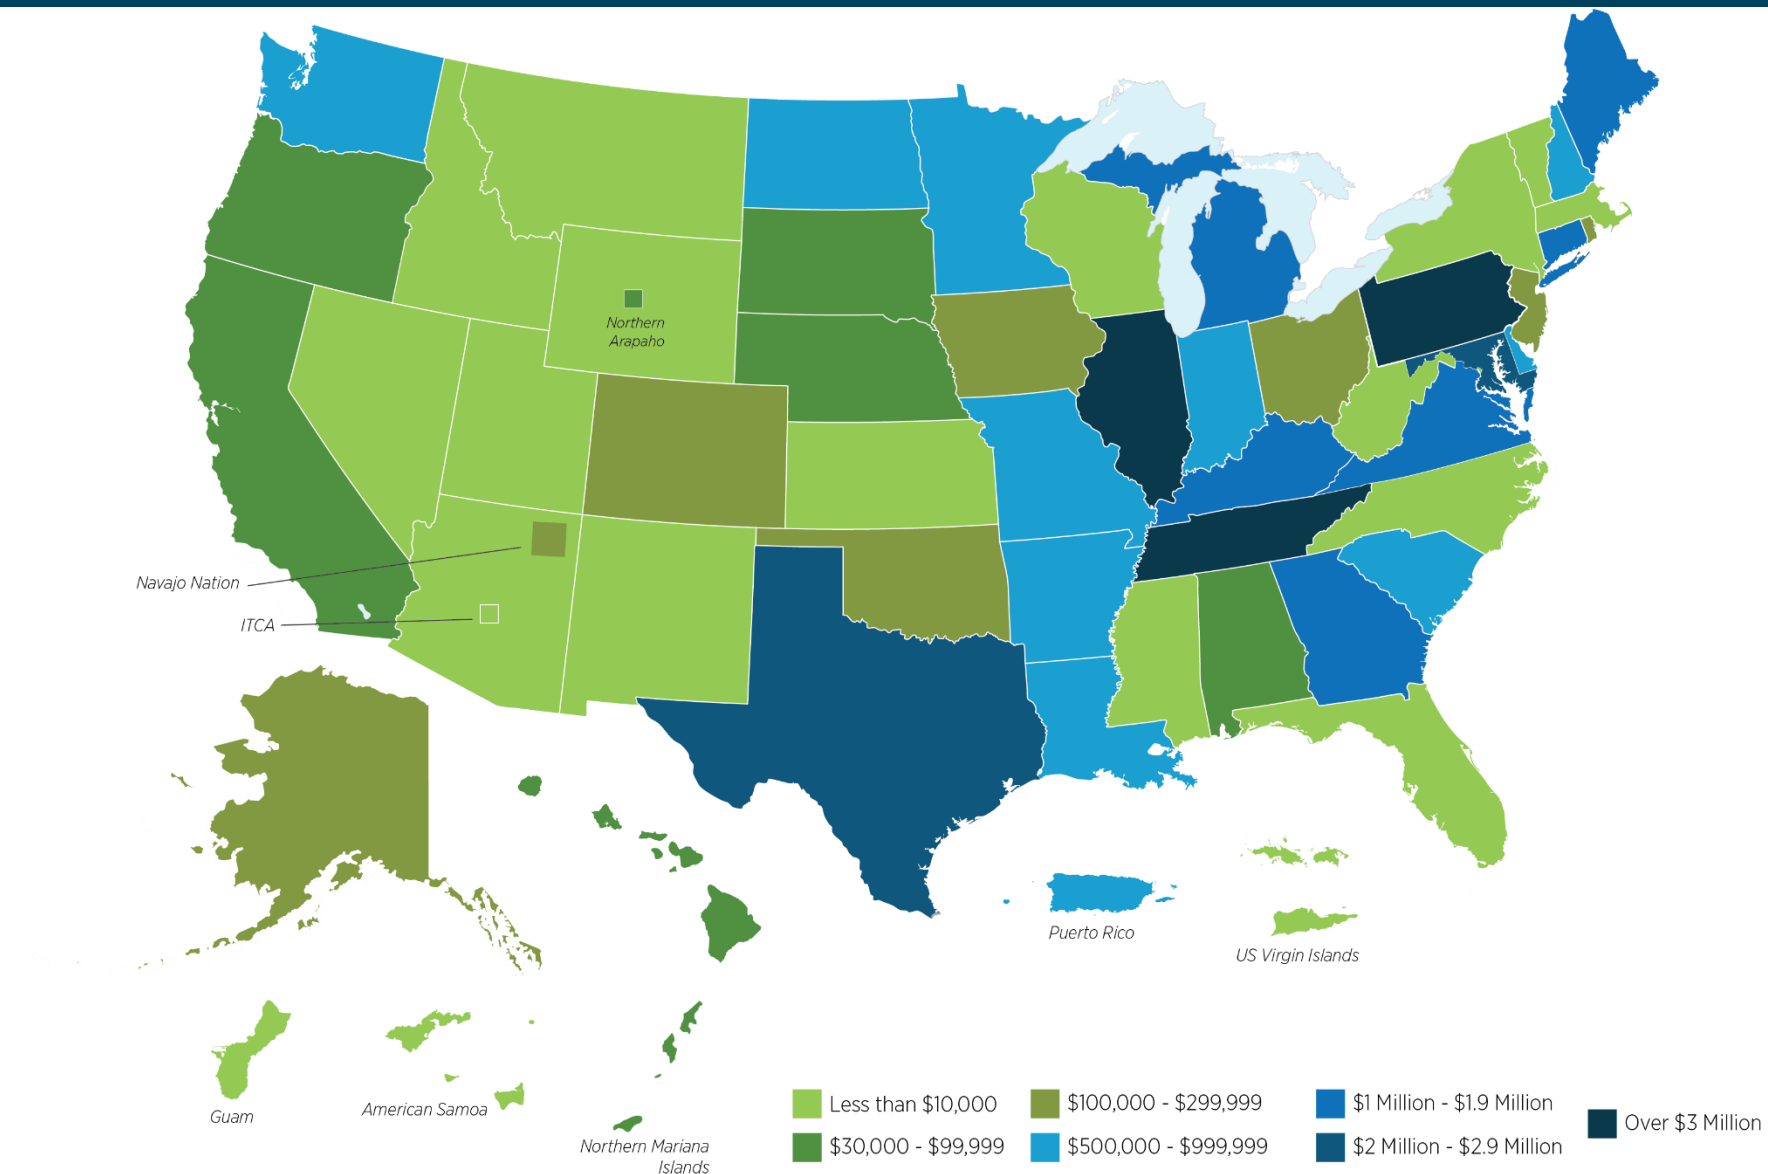 Northern
Arapaho
Navajo Nation
ITCA
Puerto Rico
US Virgin Islands
Guam
American Samoa
Northern Mariana
Islands
Less than $10,000
$30,000 - $99,999
$100,000 - $299,999
$500,000 - $999,999
$1 Million - $1.9 Million
$2 Million - $2.9 Million
Over $3 Million